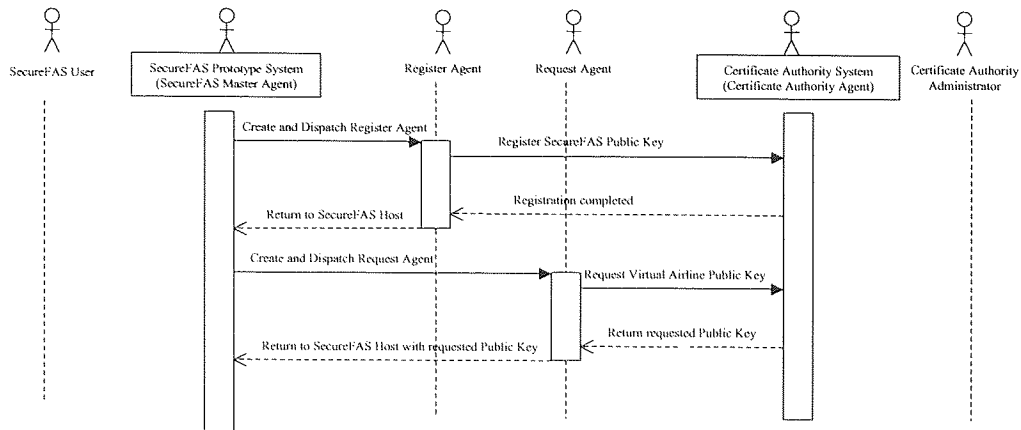 SecureFAS User
SecureFAS Prototype System
(SecureFAS Master Agent)
Register Agent
Request Agent
Certificate Authority System
(Certificate Authority Agent)
Certificate Authority
Administrator
Create and Dispatch Register Agent
Register SecureFAS Public Key
Registration completed
Return to SecureFAS Host
Create and Dispatch Request Agent
Request Virtual Airline Public Key
Return requested Public Key
Return to SecureFAS Host with requested Public Key